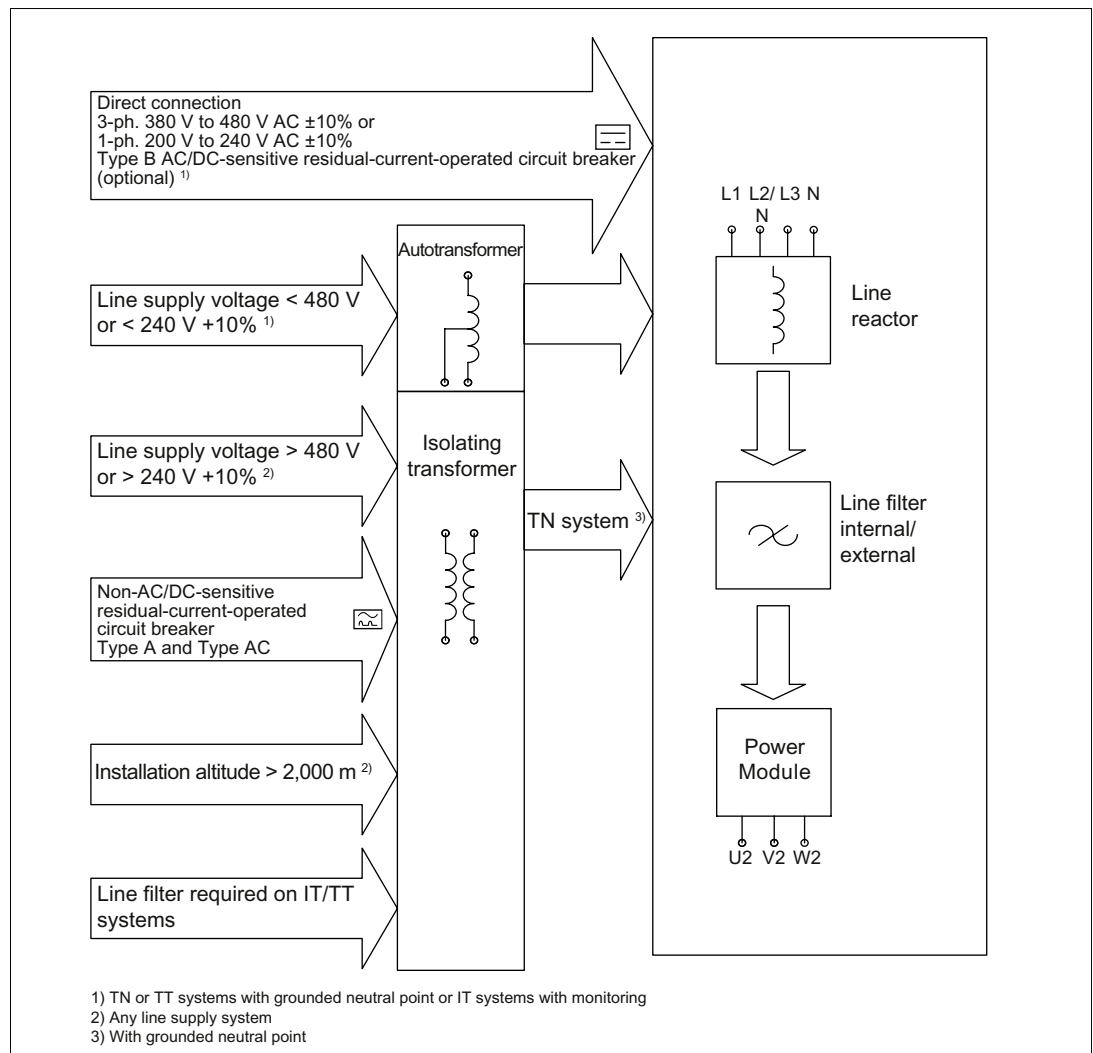 Direct connection
3-ph. 380 V to 480 V AC ±10% or
1-ph. 200 V to 240 V AC ±10%
Type B AC/DC-sensitive residual-current-operated circuit breaker
(optional) 1)
Autotransformer
Line supply voltage < 480 V
or < 240 V +10% 1)
Line supply voltage > 480 V
or > 240 V +10% 2)
Isolating
transformer
TN system 3)
Non-AC/DC-sensitive
residual-current-operated
circuit breaker
Type A and Type AC
Installation altitude > 2,000 m 2)
Line filter required on IT/TT
systems
L1 L2/ L3 N
N
Line
reactor
Line filter
internal/
external
Power
Module
U2 V2 W2
1) TN or TT systems with grounded neutral point or IT systems with monitoring
2) Any line supply system
3) With grounded neutral point